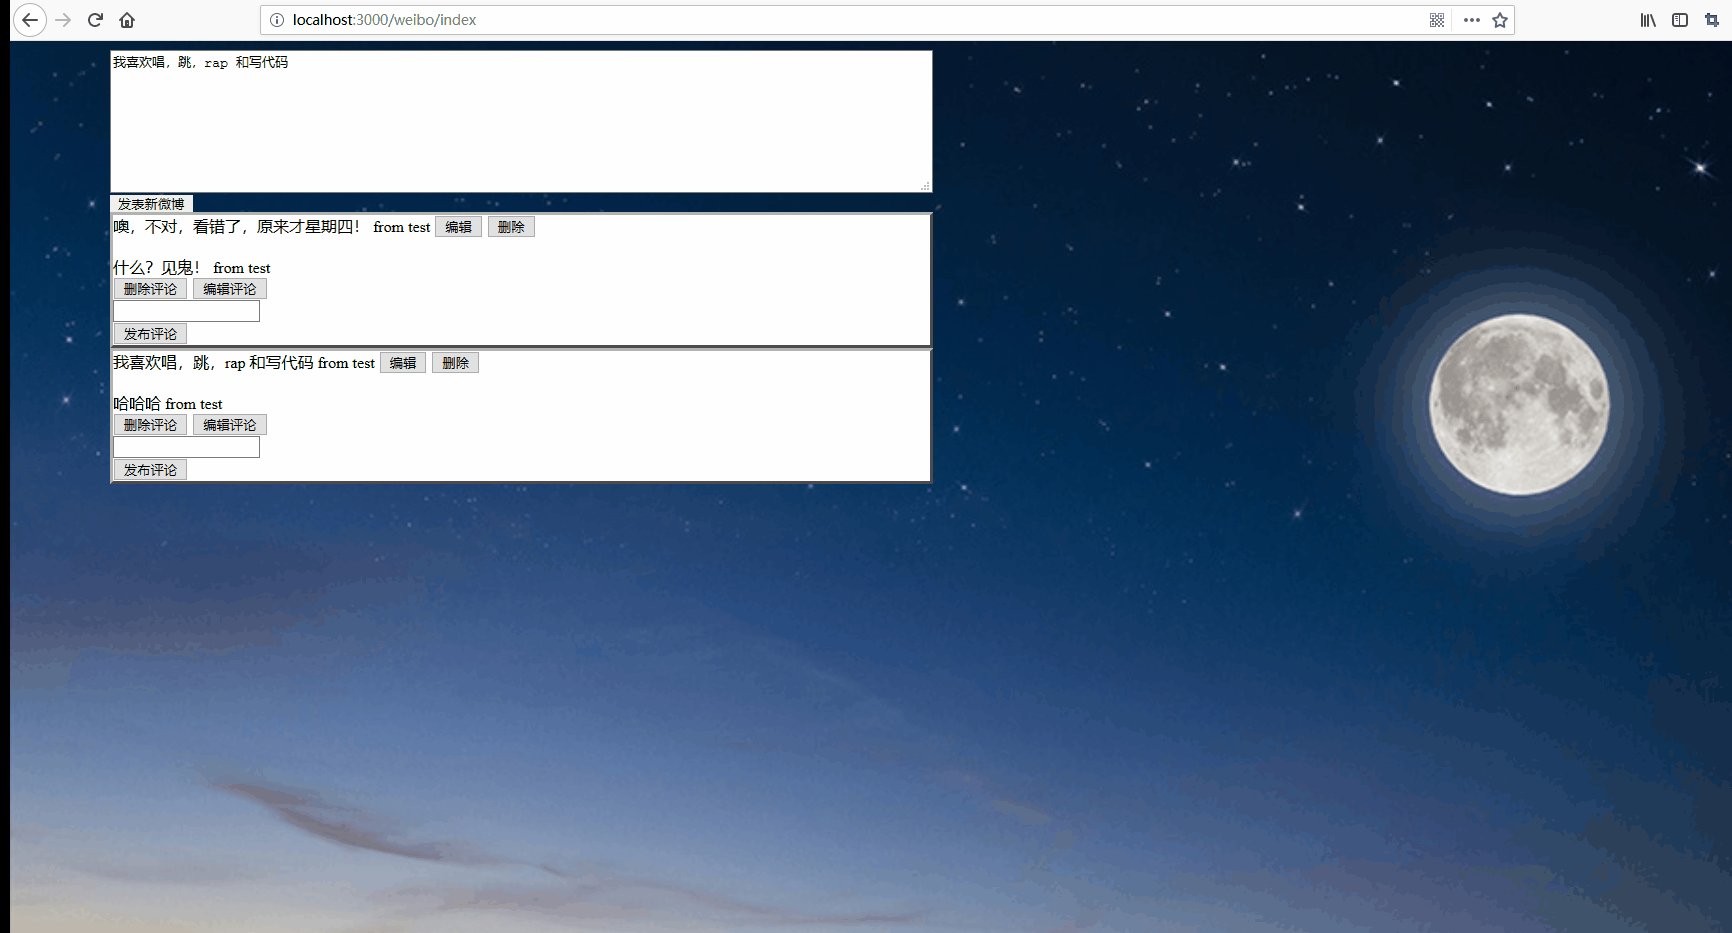 localhost:3000/weibo/index
我喜欢唱，跳，rap 和写代码
发表新微博
噢，不对，看错了，原来才星期四！ from test 编辑 删除
什么？见鬼！ from test
删除评论 编辑评论
发布评论
我喜欢唱，跳，rap 和写代码 from test 编辑 删除
哈哈哈 from test
删除评论 编辑评论
发布评论